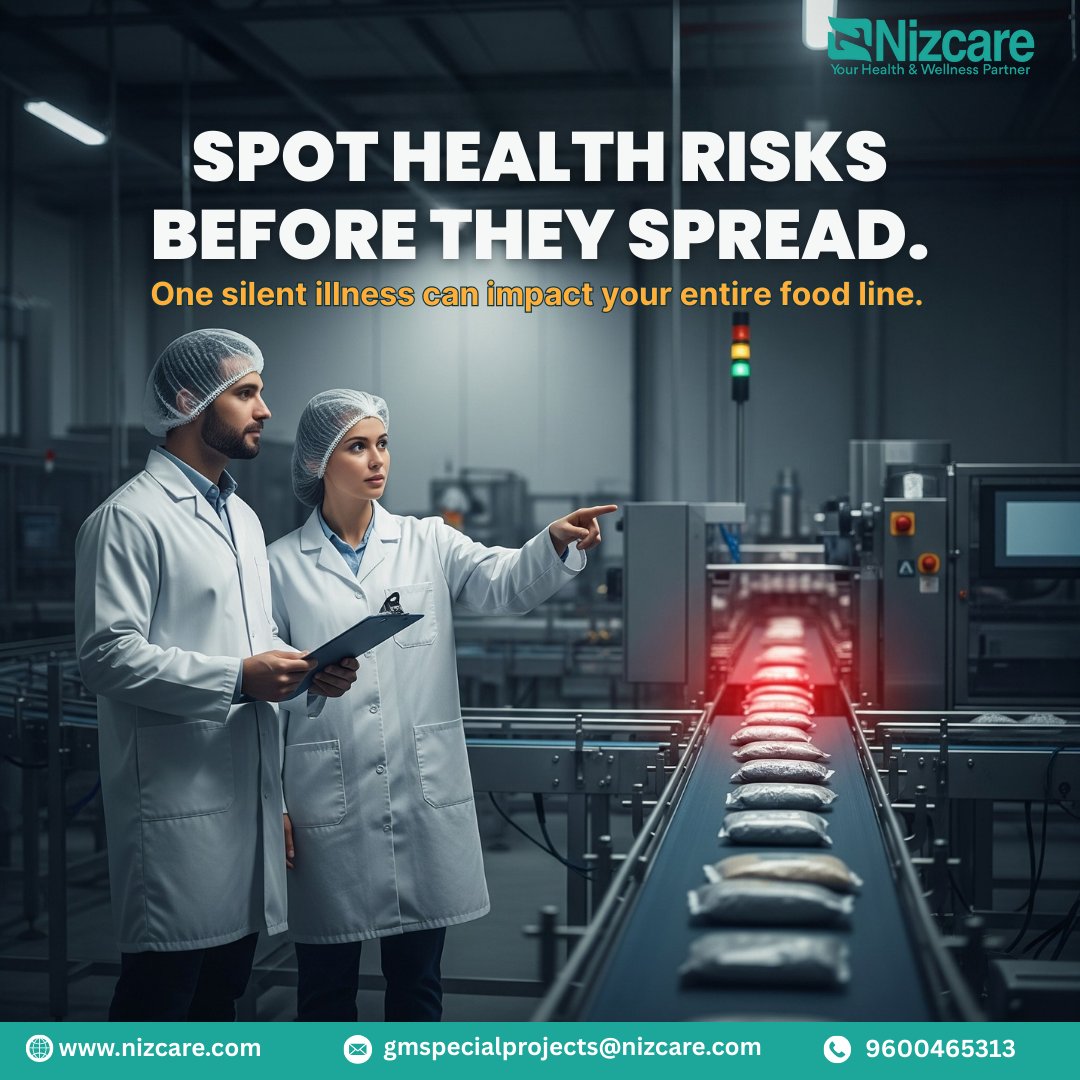 Nizcare
Your Health & Wellness Partner
SPOT HEALTH RISKS
BEFORE THEY SPREAD.
One silent illness can impact your entire food line.
www.nizcare.com
gmspecialprojects@nizcare.com
9600465313